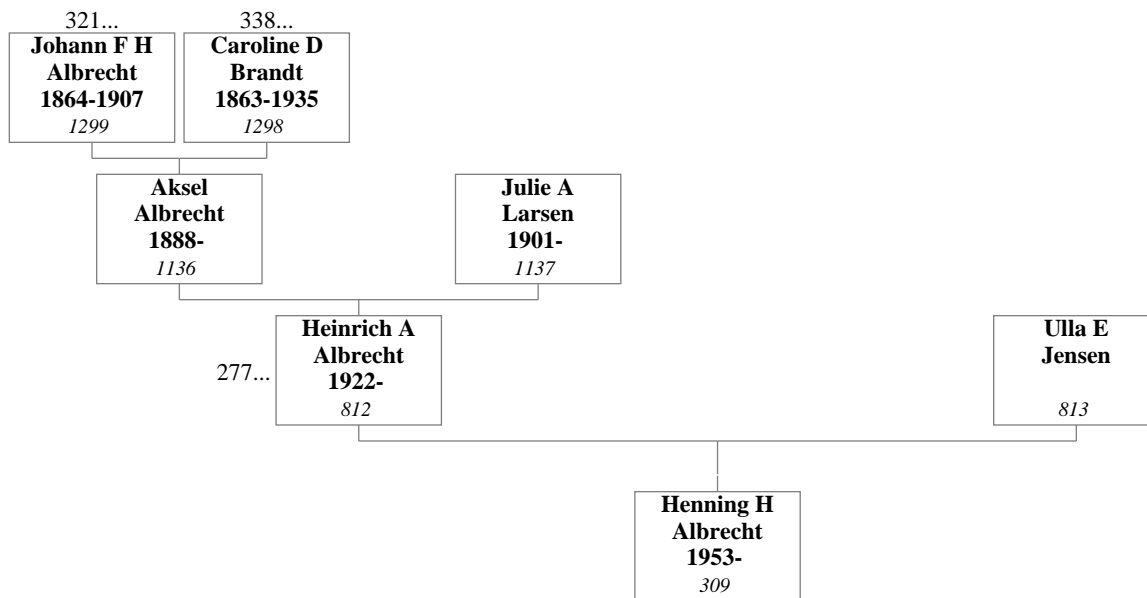 321...
338...
Johann F H
Albrecht
1864-1907
1299
Caroline D
Brandt
1863-1935
1298
Aksel
Albrecht
1888-
1136
Julie A
Larsen
1901-
1137
277...
Heinrich A
Albrecht
1922-
812
Ulla E
Jensen
813
Henning H
Albrecht
1953-
309